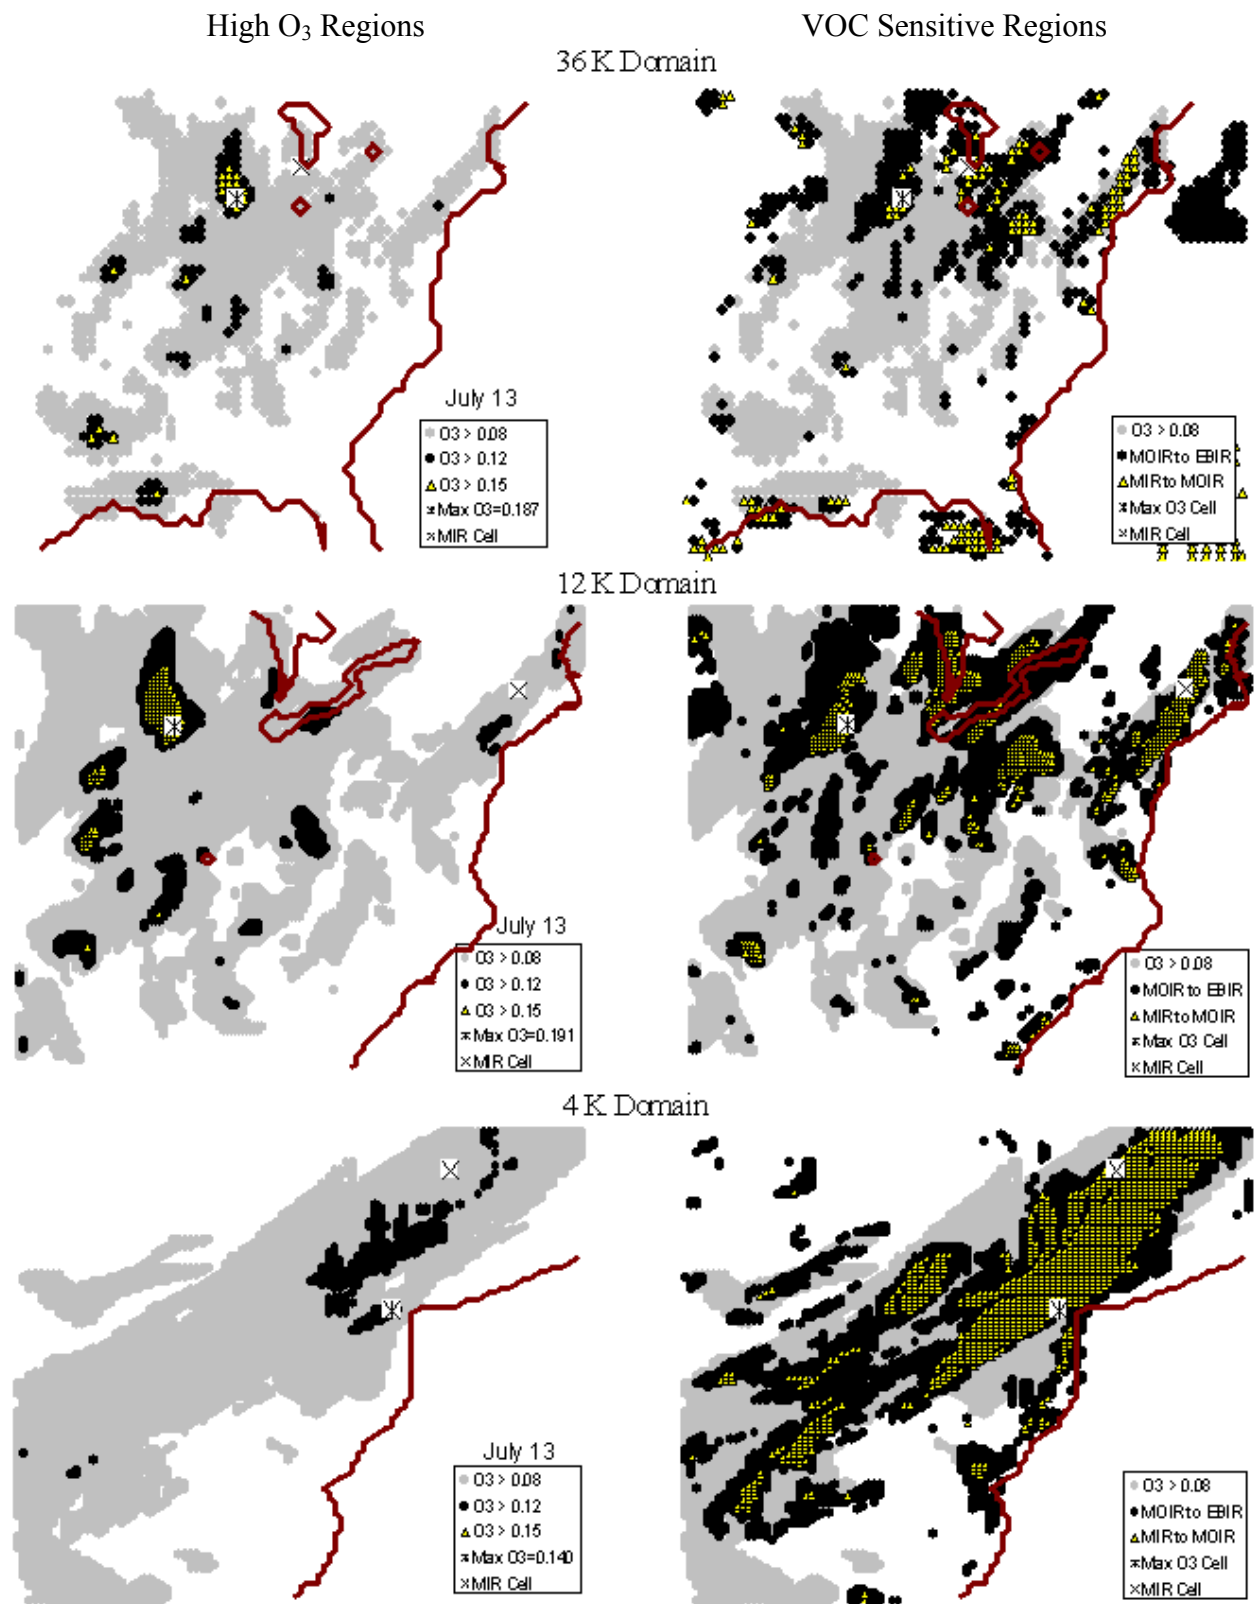 High O₃ Regions
VOC Sensitive Regions
36 K Domain
July 13
O3 > 0.08
O3 > 0.12
O3 > 0.15
Max O3=0.187
MIR Cell
O3 > 0.08
MOIR to EBIR
MIR to MOIR
Max O3 Cell
MIR Cell
12 K Domain
July 13
O3 > 0.08
O3 > 0.12
O3 > 0.15
Max O3=0.191
MIR Cell
O3 > 0.08
MOIR to EBIR
MIR to MOIR
Max O3 Cell
MIR Cell
4 K Domain
July 13
O3 > 0.08
O3 > 0.12
O3 > 0.15
Max O3=0.140
MIR Cell
O3 > 0.08
MOIR to EBIR
MIR to MOIR
Max O3 Cell
MIR Cell